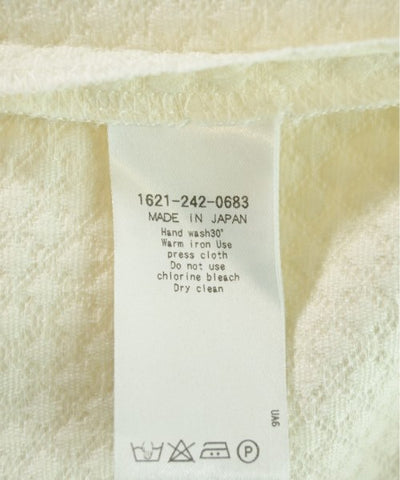 1621-242-0683
MADE IN JAPAN
Hand wash30°
Warm iron Use
press cloth
Do not use
chlorine bleach
Dry clean
UA6
P